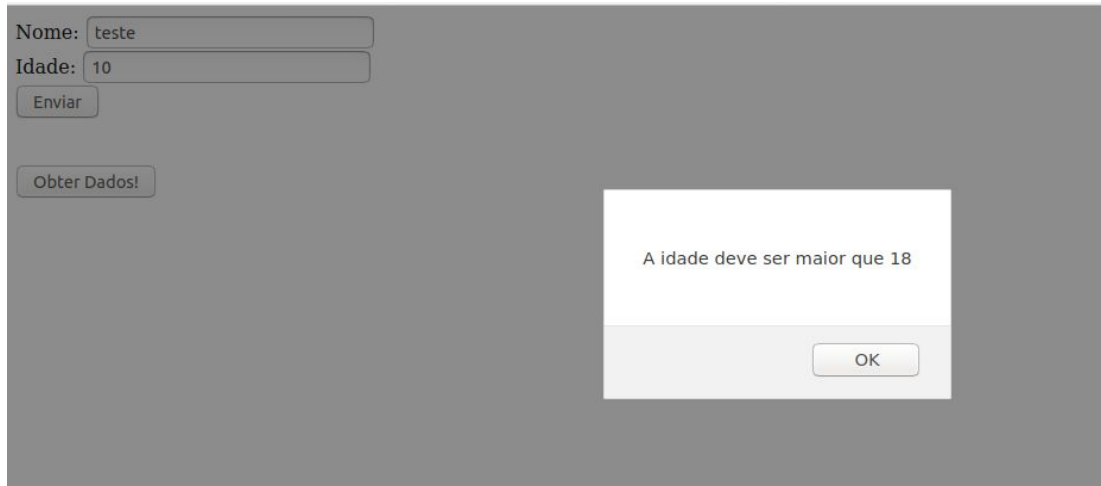 Nome: teste
Idade: 10
Enviar
Obter Dados!
A idade deve ser maior que 18
OK